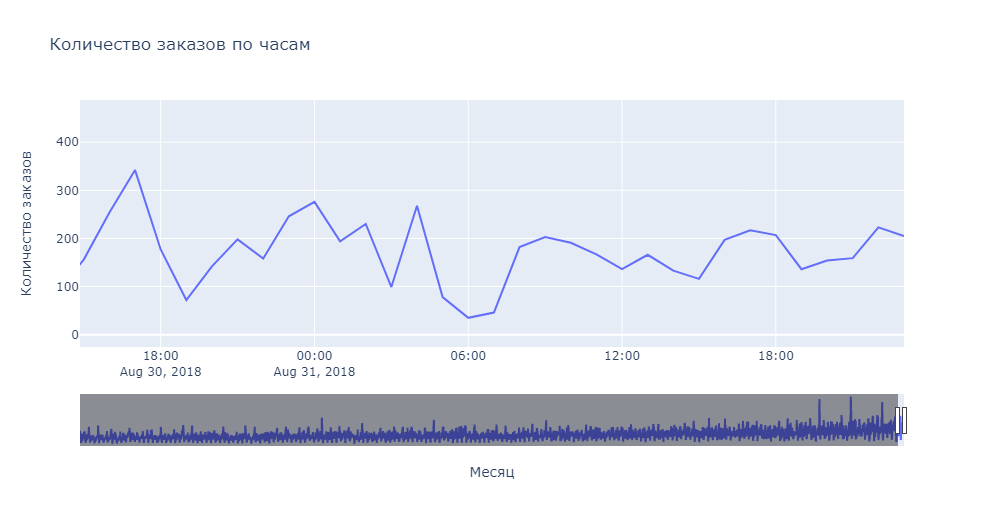 Количество заказов по часам
Количество заказов
400
300
200
100
0
18:00
Aug 30, 2018
00:00
Aug 31, 2018
06:00
12:00
18:00
Месяц